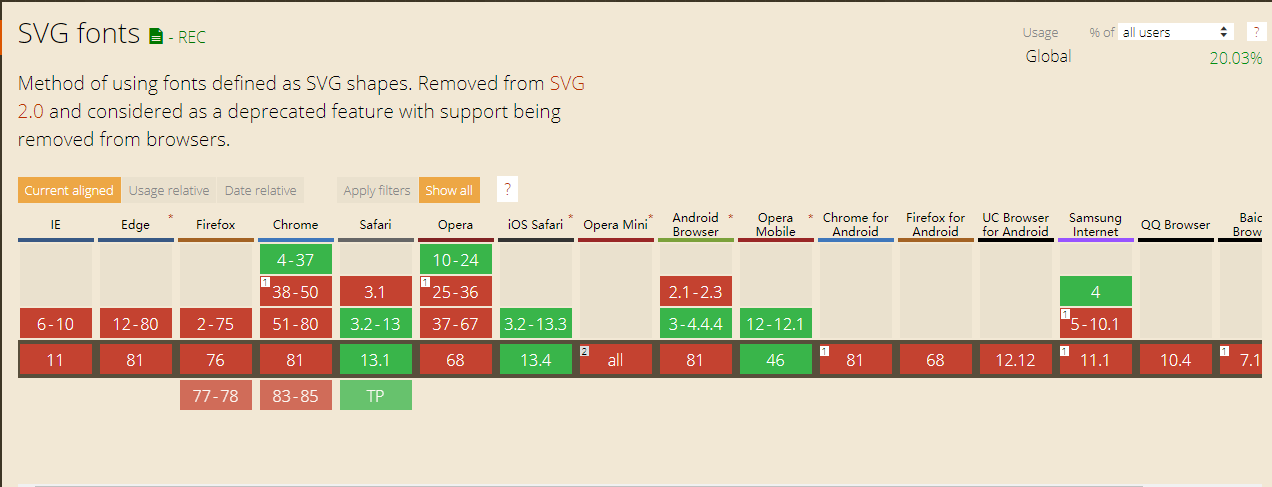 SVG fonts - REC
Usage % of all users ?
Global 20.03%
Method of using fonts defined as SVG shapes. Removed from SVG
2.0 and considered as a deprecated feature with support being
removed from browsers.
Current aligned Usage relative Date relative Apply filters Show all ?
IE Edge * Firefox Chrome Safari Opera iOS Safari * Opera Mini * Android Browser * Opera Mobile * Chrome for Android Firefox for Android UC Browser for Android Samsung Internet QQ Browser Baid Brow
4-37 10-24
1 38-50 3.1 1 25-36 2.1-2.3 4
6-10 12-80 2-75 51-80 3.2-13 37-67 3.2-13.3 3-4.4.4 12-12.1 1 5-10.1
11 81 76 81 13.1 68 13.4 2 all 81 46 1 81 68 12.12 1 11.1 10.4 1 7.1
77-78 83-85 TP